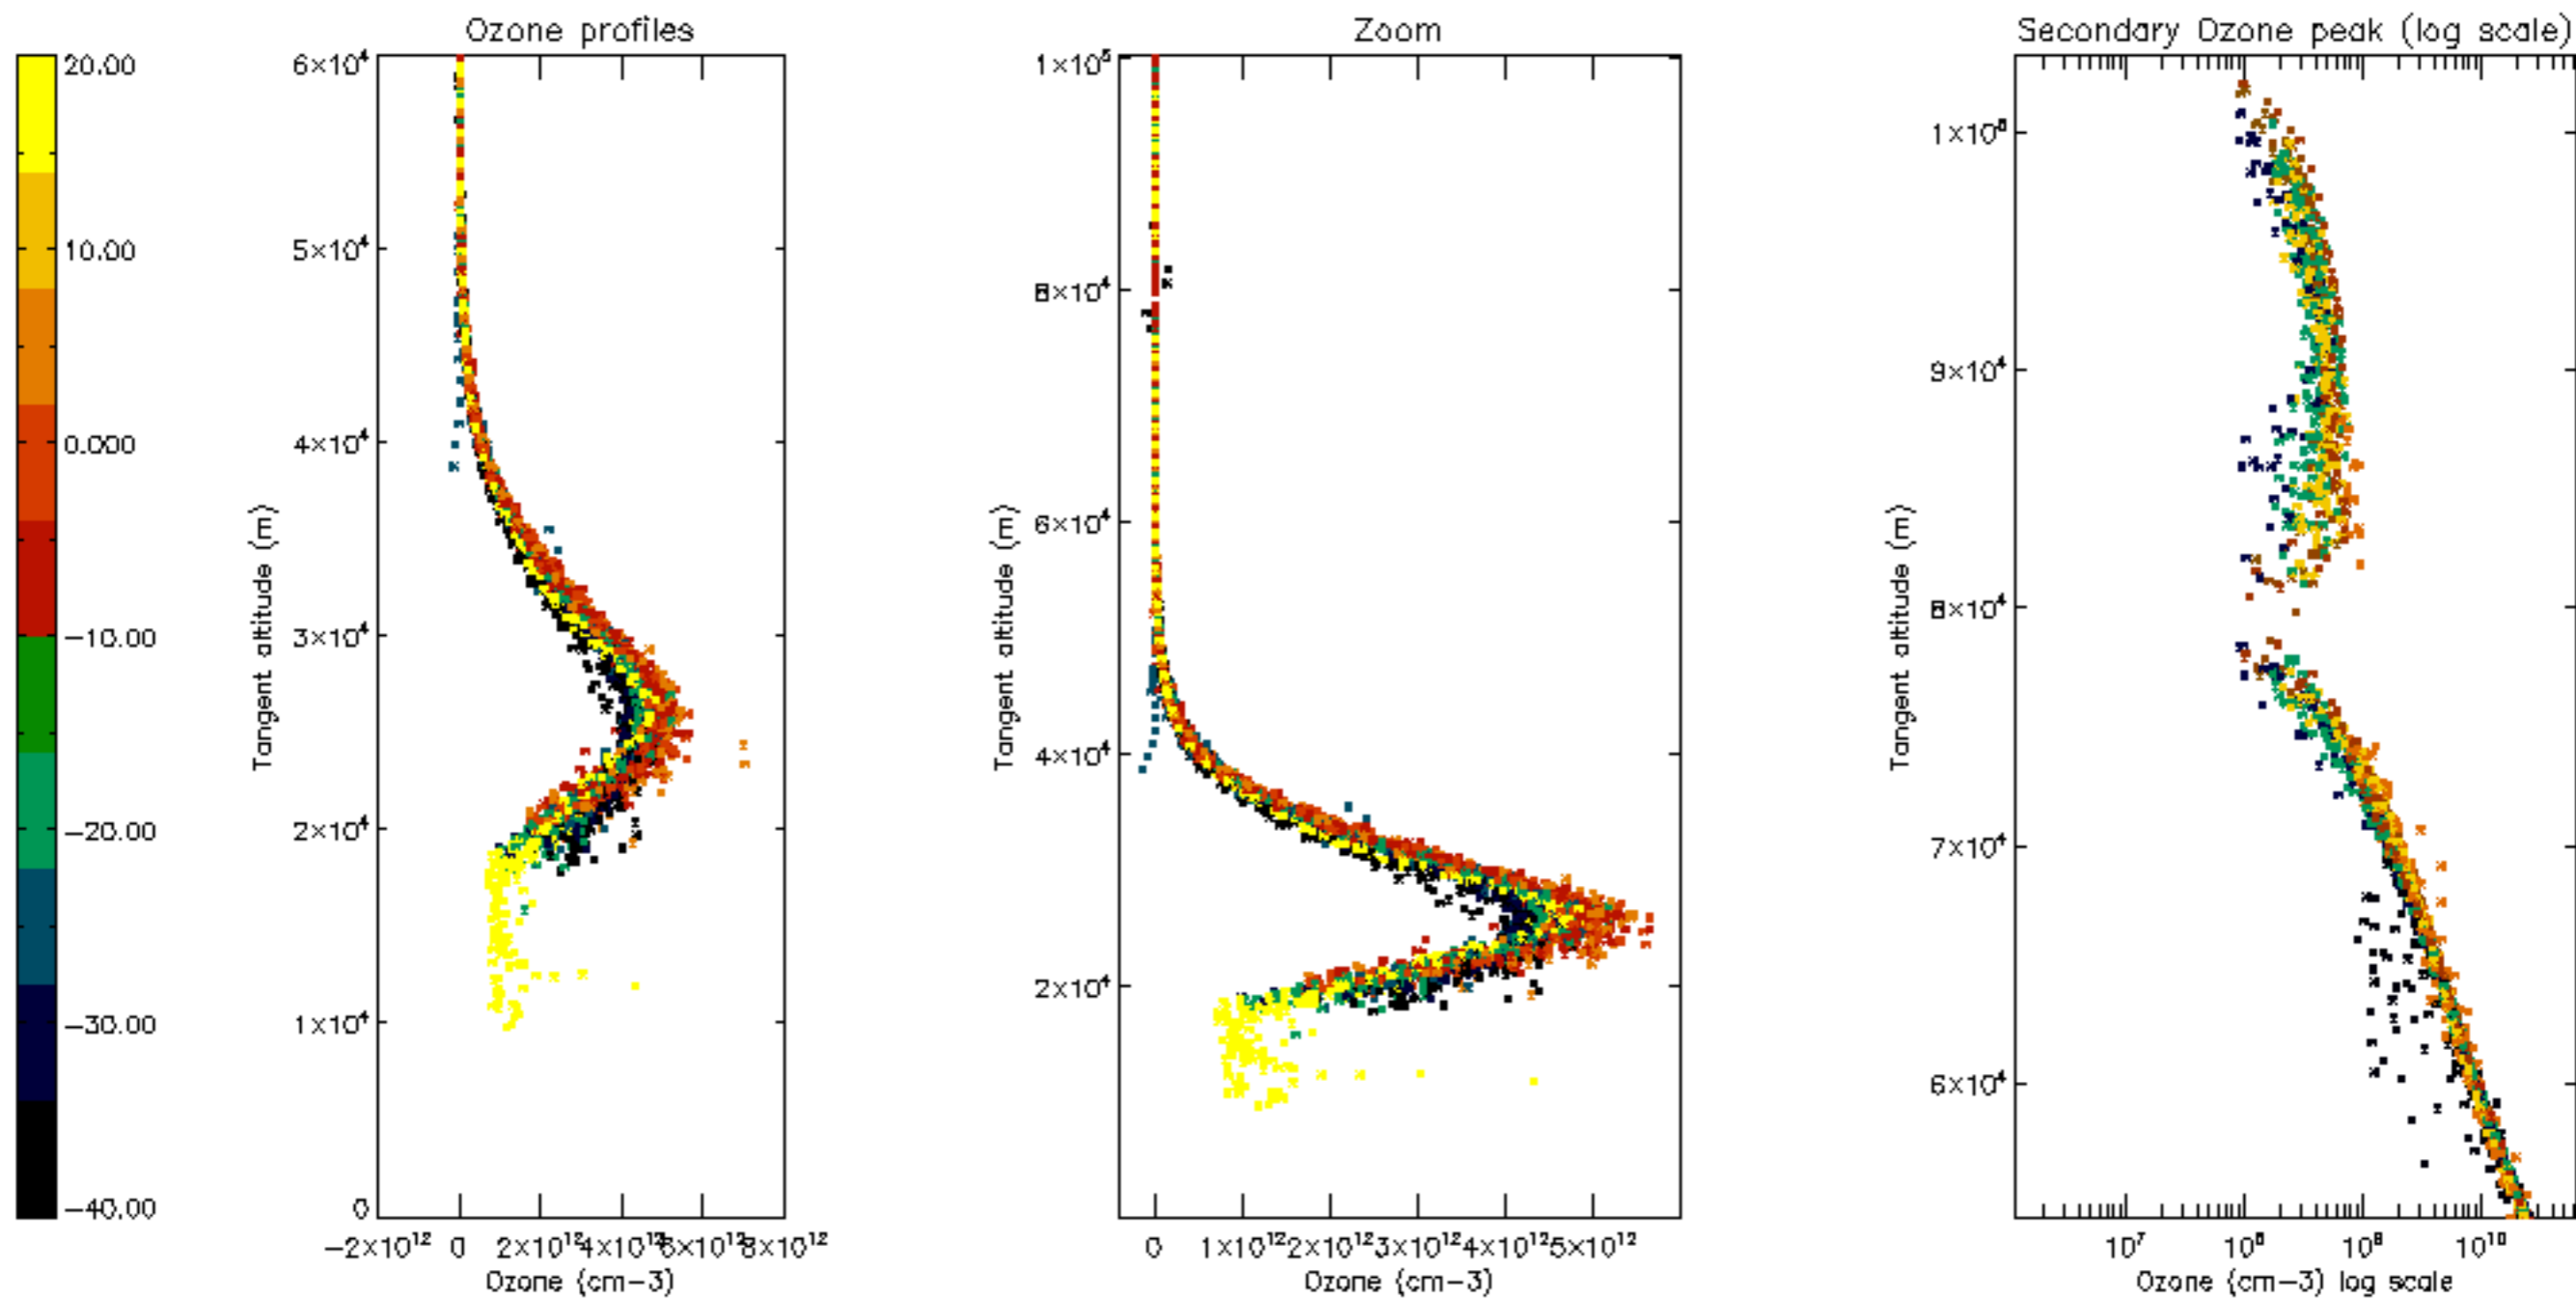 Ozone profiles
Zoom
Secondary Ozone peak (log scale)
20.00
10.00
0.000
−10.00
−20.00
−30.00
−40.00
6×10⁴
5×10⁴
4×10⁴
3×10⁴
2×10⁴
1×10⁴
0
Tangent altitude (m)
−2×10¹² 0 2×10¹² 4×10¹² 6×10¹² 8×10¹²
Ozone (cm−3)
1×10⁵
8×10⁴
6×10⁴
4×10⁴
2×10⁴
Tangent altitude (m)
0 1×10¹² 2×10¹² 3×10¹² 4×10¹² 5×10¹²
Ozone (cm−3)
1×10⁵
9×10⁴
8×10⁴
7×10⁴
6×10⁴
Tangent altitude (m)
10⁷ 10⁸ 10⁹ 10¹⁰
Ozone (cm−3) log scale